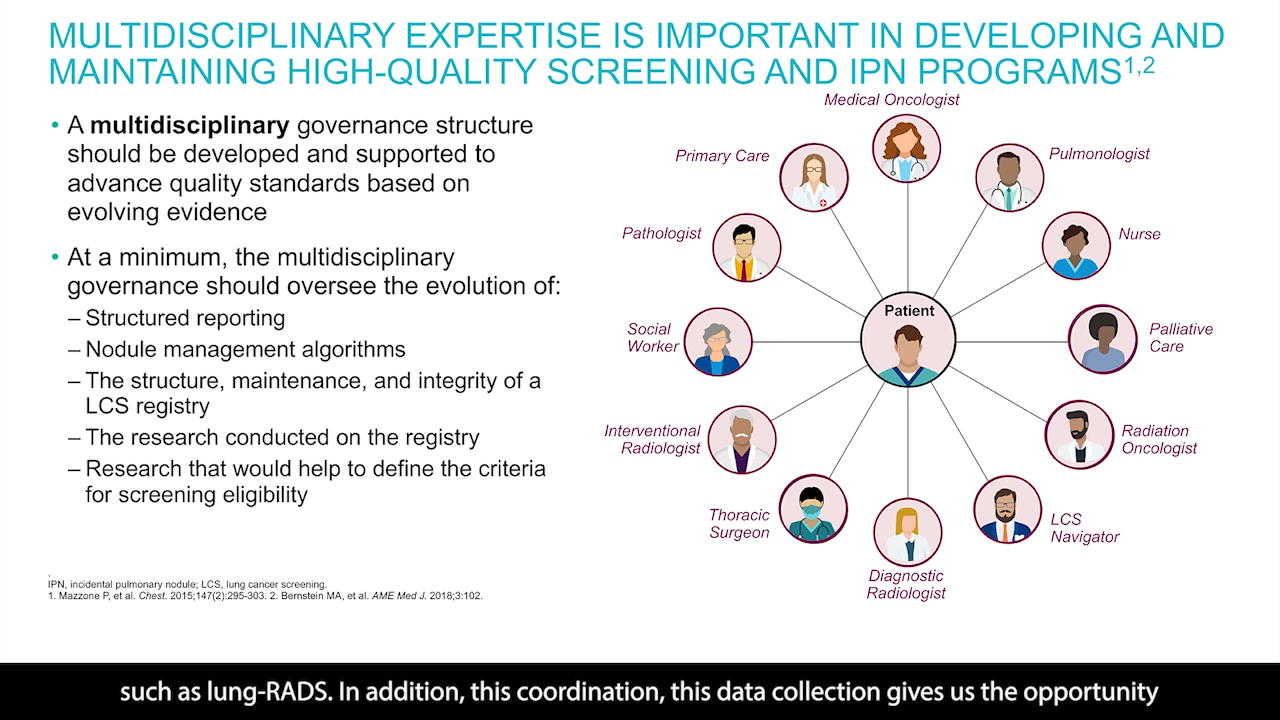 MULTIDISCIPLINARY EXPERTISE IS IMPORTANT IN DEVELOPING AND
MAINTAINING HIGH-QUALITY SCREENING AND IPN PROGRAMS1,2
• A multidisciplinary governance structure
should be developed and supported to
advance quality standards based on
evolving evidence
• At a minimum, the multidisciplinary
governance should oversee the evolution of:
– Structured reporting
– Nodule management algorithms
– The structure, maintenance, and integrity of a
LCS registry
– The research conducted on the registry
– Research that would help to define the criteria
for screening eligibility
Medical Oncologist
Primary Care
Pulmonologist
Pathologist
Nurse
Patient
Social
Worker
Palliative
Care
Interventional
Radiologist
Radiation
Oncologist
Thoracic
Surgeon
LCS
Navigator
Diagnostic
Radiologist
.
IPN, incidental pulmonary nodule; LCS, lung cancer screening.
1. Mazzone P, et al. Chest. 2015;147(2):295-303. 2. Bernstein MA, et al. AME Med J. 2018;3:102.
such as lung-RADS. In addition, this coordination, this data collection gives us the opportunity